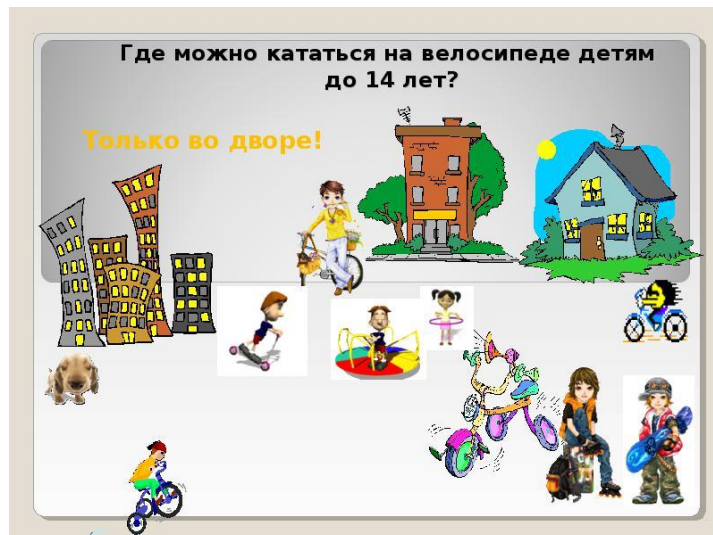 Где можно кататься на велосипеде детям
до 14 лет?
Только во дворе!